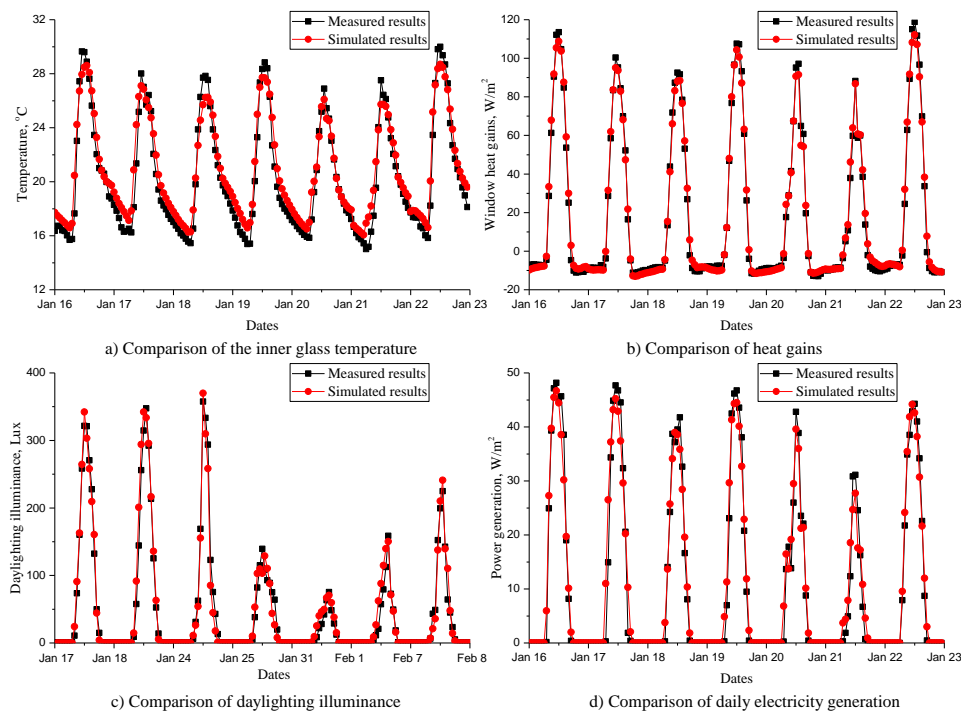 Measured results
Simulated results
32
28
24
20
16
12
Temperature, °C
Jan 16 Jan 17 Jan 18 Jan 19 Jan 20 Jan 21 Jan 22 Jan 23
Dates
a) Comparison of the inner glass temperature
Measured results
Simulated results
120
100
80
60
40
20
0
-20
Window heat gains, W/m²
Jan 16 Jan 17 Jan 18 Jan 19 Jan 20 Jan 21 Jan 22 Jan 23
Dates
b) Comparison of heat gains
Measured results
Simulated results
400
300
200
100
0
Daylighting illuminance, Lux
Jan 17 Jan 18 Jan 24 Jan 25 Jan 31 Feb 1 Feb 7 Feb 8
Dates
c) Comparison of daylighting illuminance
Measured results
Simulated results
50
40
30
20
10
0
Power generation, W/m²
Jan 16 Jan 17 Jan 18 Jan 19 Jan 20 Jan 21 Jan 22 Jan 23
Dates
d) Comparison of daily electricity generation